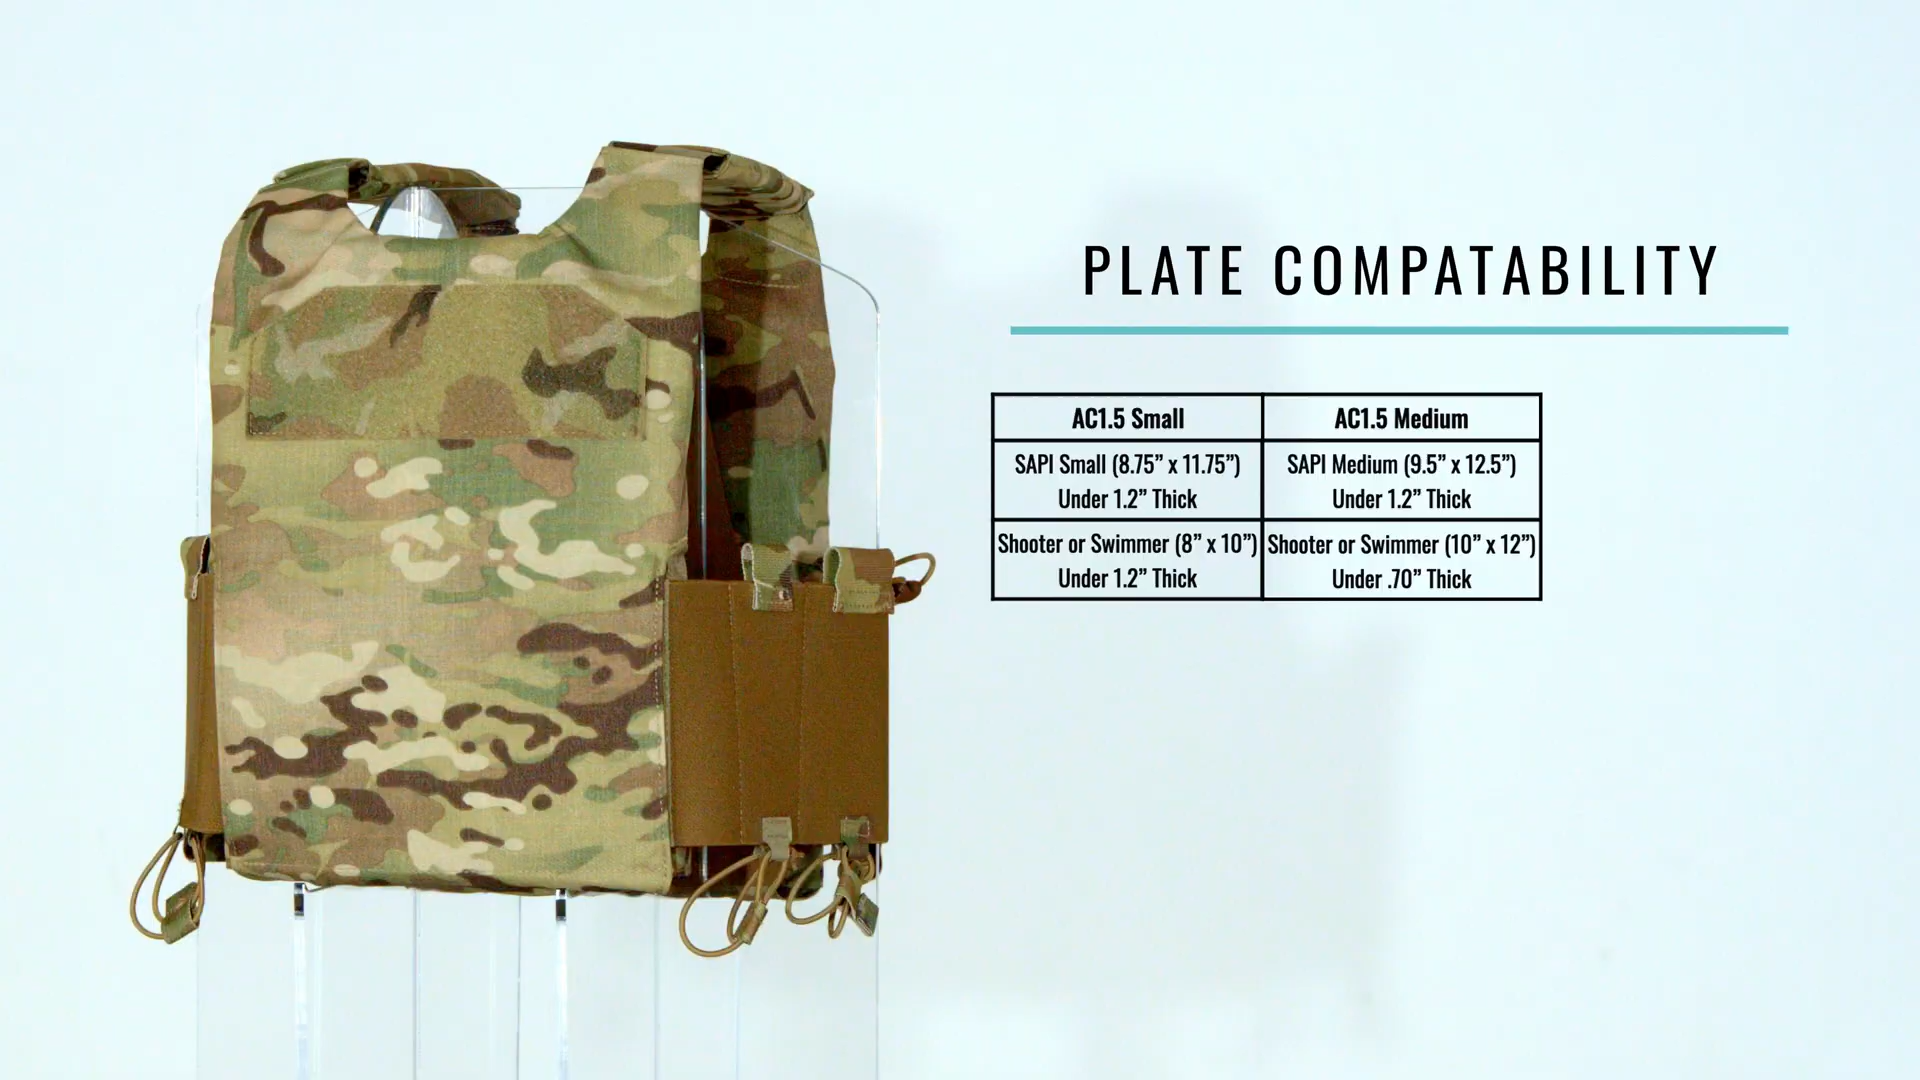 PLATE COMPATABILITY
AC1.5 Small
AC1.5 Medium
SAPI Small (8.75” x 11.75”)
Under 1.2” Thick
SAPI Medium (9.5” x 12.5”)
Under 1.2” Thick
Shooter or Swimmer (8” x 10”)
Under 1.2” Thick
Shooter or Swimmer (10” x 12”)
Under .70” Thick